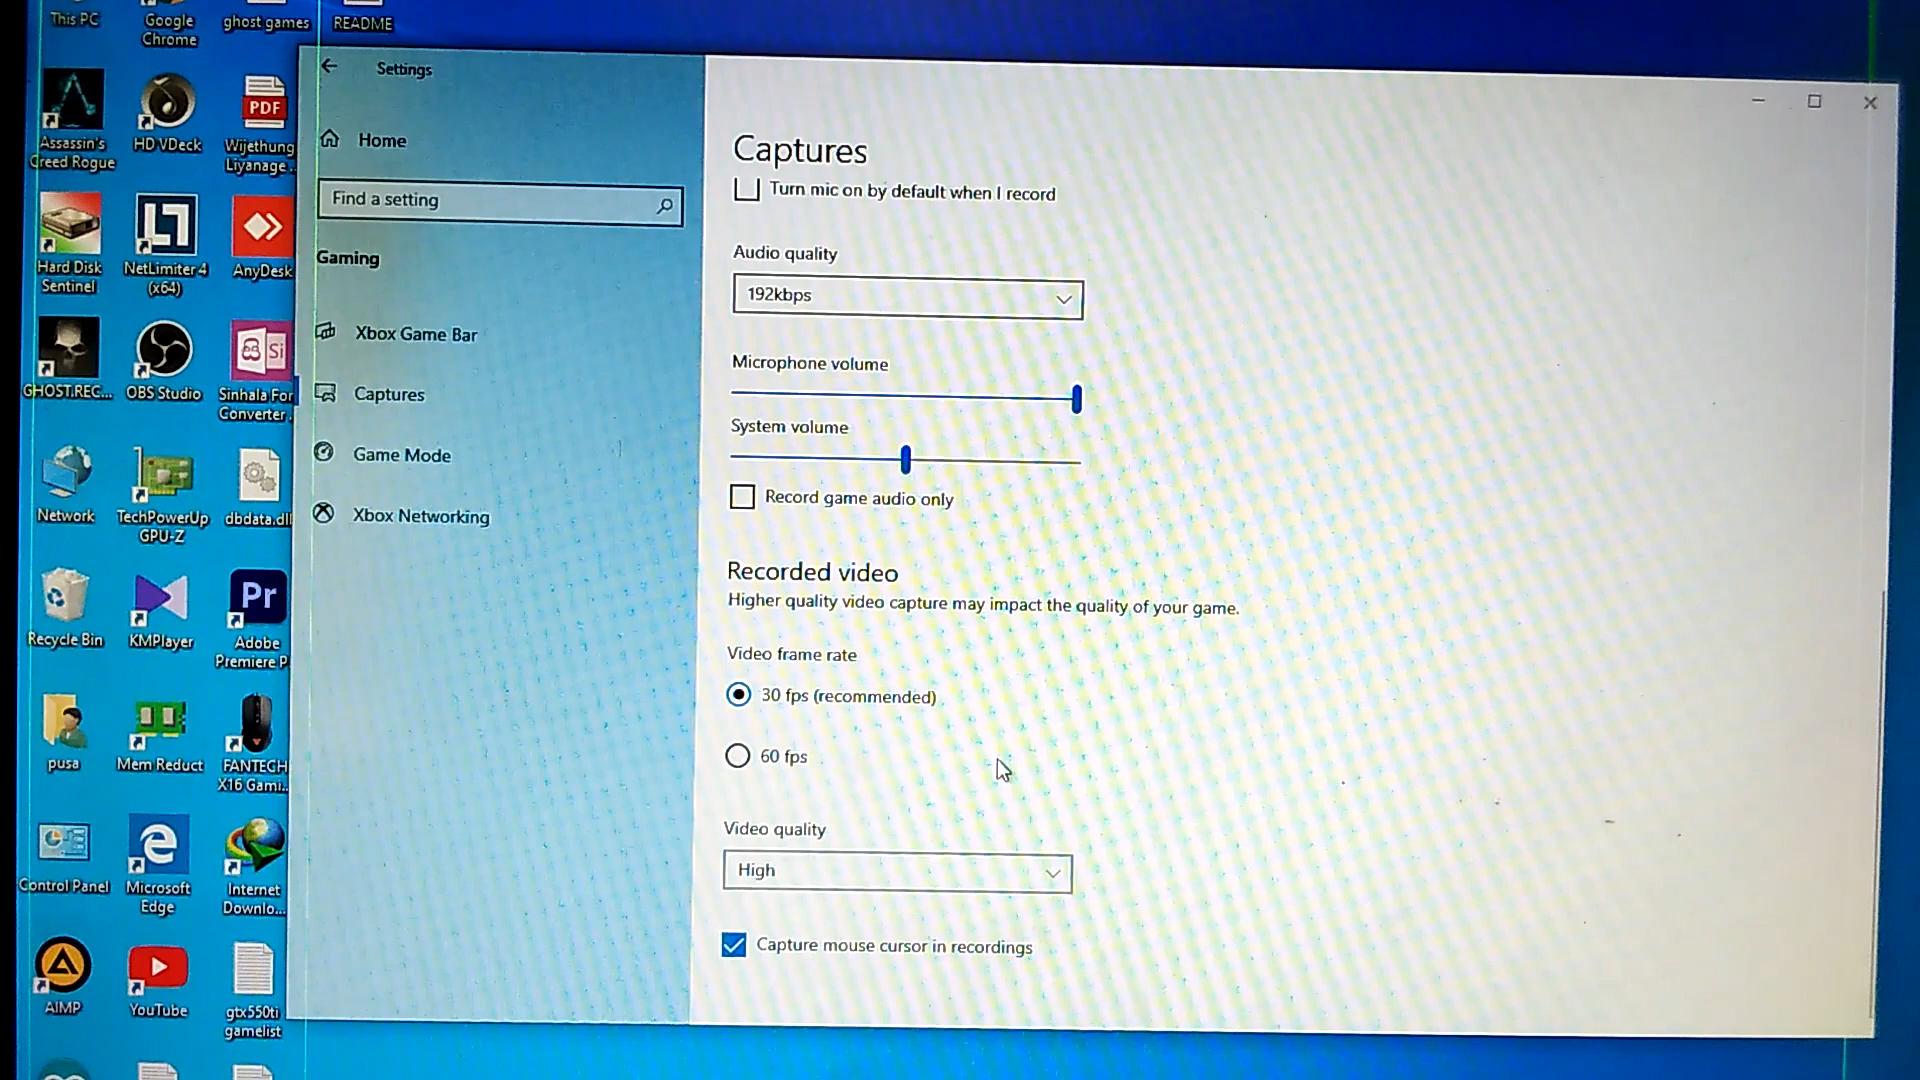 This PC
Google
Chrome
ghost games
README
Assassin's
Creed Rogue
HD VDeck
PDF
Wijethung
Liyanage ..
Hard Disk
Sentinel
NetLimiter 4
(x64)
AnyDesk
GHOST.REC...
OBS Studio
Si
Sinhala For
Converter .
Network
TechPowerUp
GPU-Z
dbdata.dll
Recycle Bin
KMPlayer
Pr
Adobe
Premiere P
pusa
Mem Reduct
FANTECH
X16 Gami...
Control Panel
Microsoft
Edge
Internet
Downlo...
AIMP
YouTube
gtx550ti
gamelist
Settings
Home
Find a setting
Gaming
Xbox Game Bar
Captures
Game Mode
Xbox Networking
Captures
Turn mic on by default when I record
Audio quality
192kbps
Microphone volume
System volume
Record game audio only
Recorded video
Higher quality video capture may impact the quality of your game.
Video frame rate
30 fps (recommended)
60 fps
Video quality
High
Capture mouse cursor in recordings